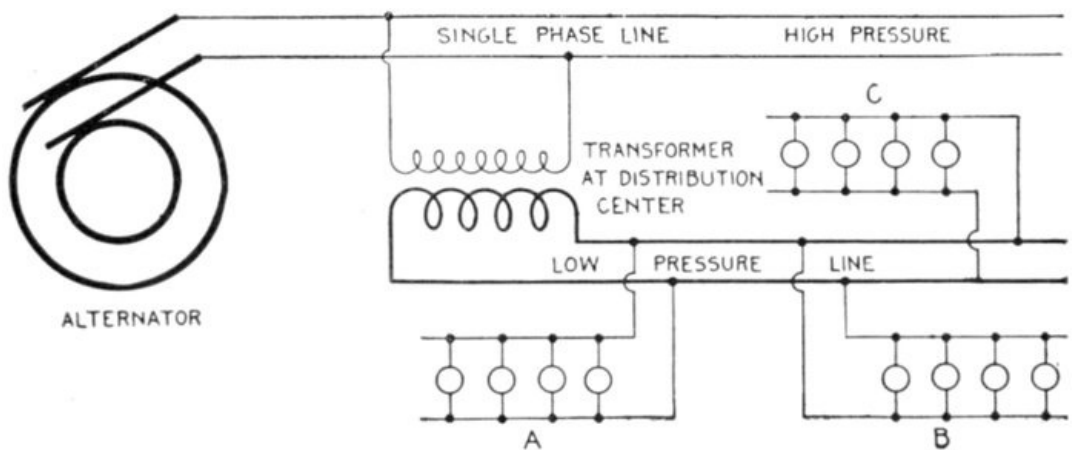 SINGLE PHASE LINE
HIGH PRESSURE
C
TRANSFORMER
AT DISTRIBUTION
CENTER
LOW PRESSURE LINE
ALTERNATOR
A
B